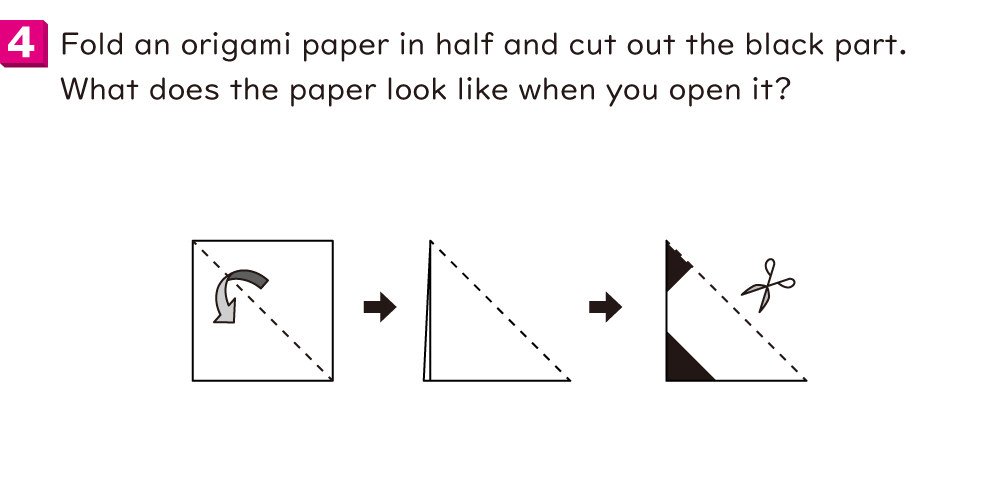 4 Fold an origami paper in half and cut out the black part.
What does the paper look like when you open it?